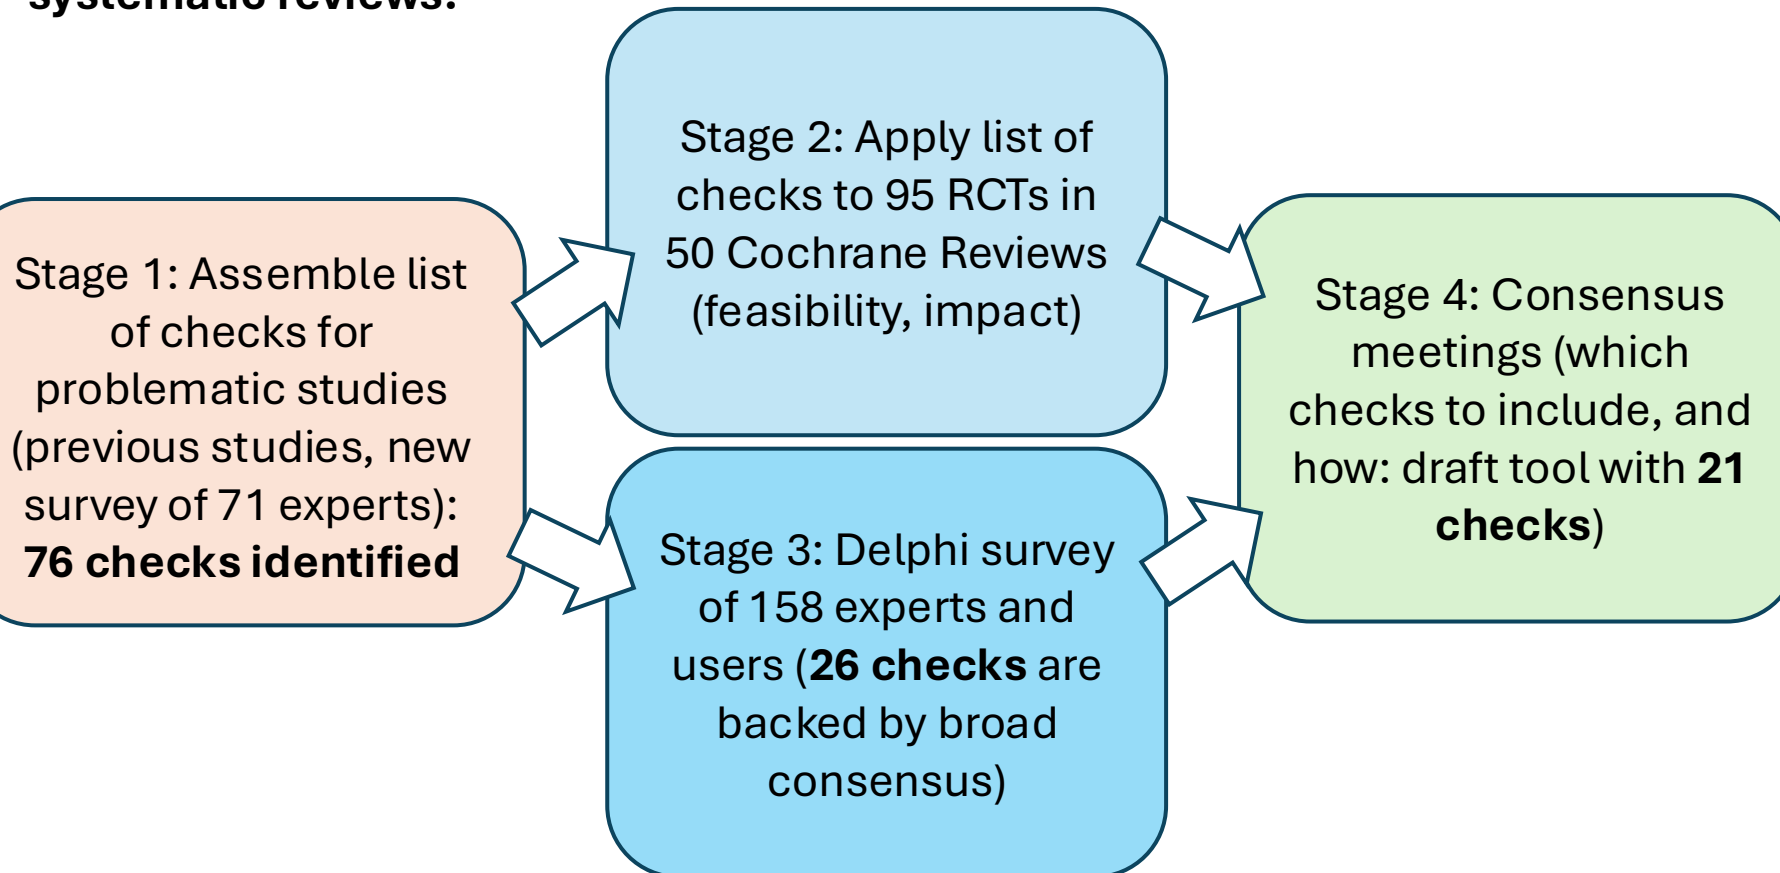 systematic reviews:
Stage 1: Assemble list
of checks for
problematic studies
(previous studies, new
survey of 71 experts):
76 checks identified
Stage 2: Apply list of
checks to 95 RCTs in
50 Cochrane Reviews
(feasibility, impact)
Stage 3: Delphi survey
of 158 experts and
users (26 checks are
backed by broad
consensus)
Stage 4: Consensus
meetings (which
checks to include, and
how: draft tool with 21
checks)